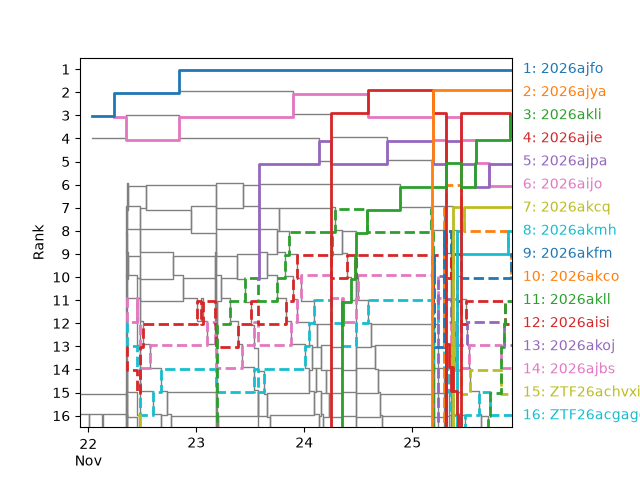 1
2
3
4
5
6
7
8
9
10
11
12
13
14
15
16
Rank
22
23
24
25
Nov
1: 2026ajfo
2: 2026ajya
3: 2026akli
4: 2026ajie
5: 2026ajpa
6: 2026aijo
7: 2026akcq
8: 2026akmh
9: 2026akfm
10: 2026akco
11: 2026akll
12: 2026aisi
13: 2026akoj
14: 2026ajbs
15: ZTF26achvxi
16: ZTF26acgag